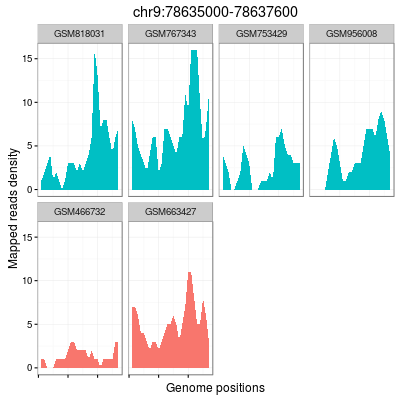 chr9:78635000-78637600
GSM818031 GSM767343 GSM753429 GSM956008
15
10
5
0
GSM466732 GSM663427
15
10
5
0
Mapped reads density
Genome positions